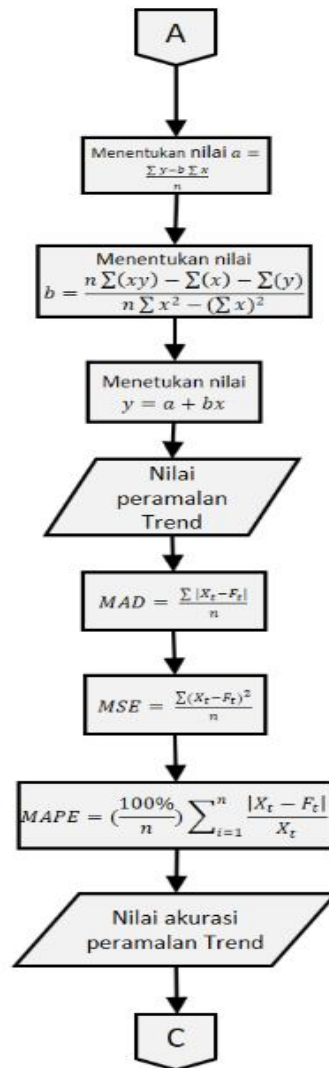 A
Menentukan nilai a =
∑ y−b ∑ x / n
Menentukan nilai
b = n ∑(xy) − ∑(x) − ∑(y) / n ∑ x² − (∑ x)²
Menetukan nilai
y = a + bx
Nilai
peramalan
Trend
MAD = ∑ |Xₜ−Fₜ| / n
MSE = ∑(Xₜ−Fₜ)² / n
MAPE = (100% / n) ∑ⁿᵢ₌₁ |Xₜ − Fₜ| / Xₜ
Nilai akurasi
peramalan Trend
C